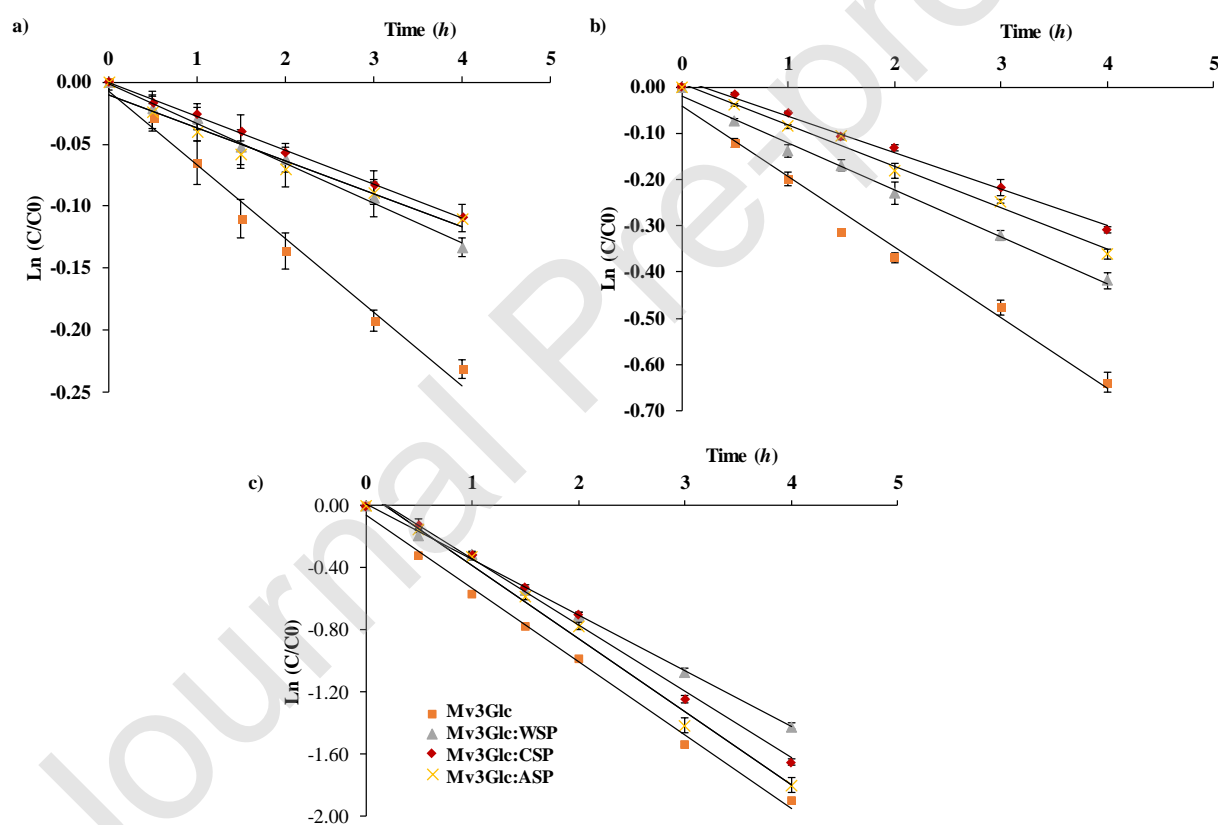 a)
Time (h)
0 1 2 3 4 5
0.00
-0.05
-0.10
-0.15
-0.20
-0.25
Ln (C/C0)
b)
Time (h)
0 1 2 3 4 5
0.00
-0.10
-0.20
-0.30
-0.40
-0.50
-0.60
-0.70
Ln (C/C0)
c)
Time (h)
0 1 2 3 4 5
0.00
-0.40
-0.80
-1.20
-1.60
-2.00
Ln (C/C0)
Mv3Glc
Mv3Glc:WSP
Mv3Glc:CSP
Mv3Glc:ASP
Journal Pre-pro